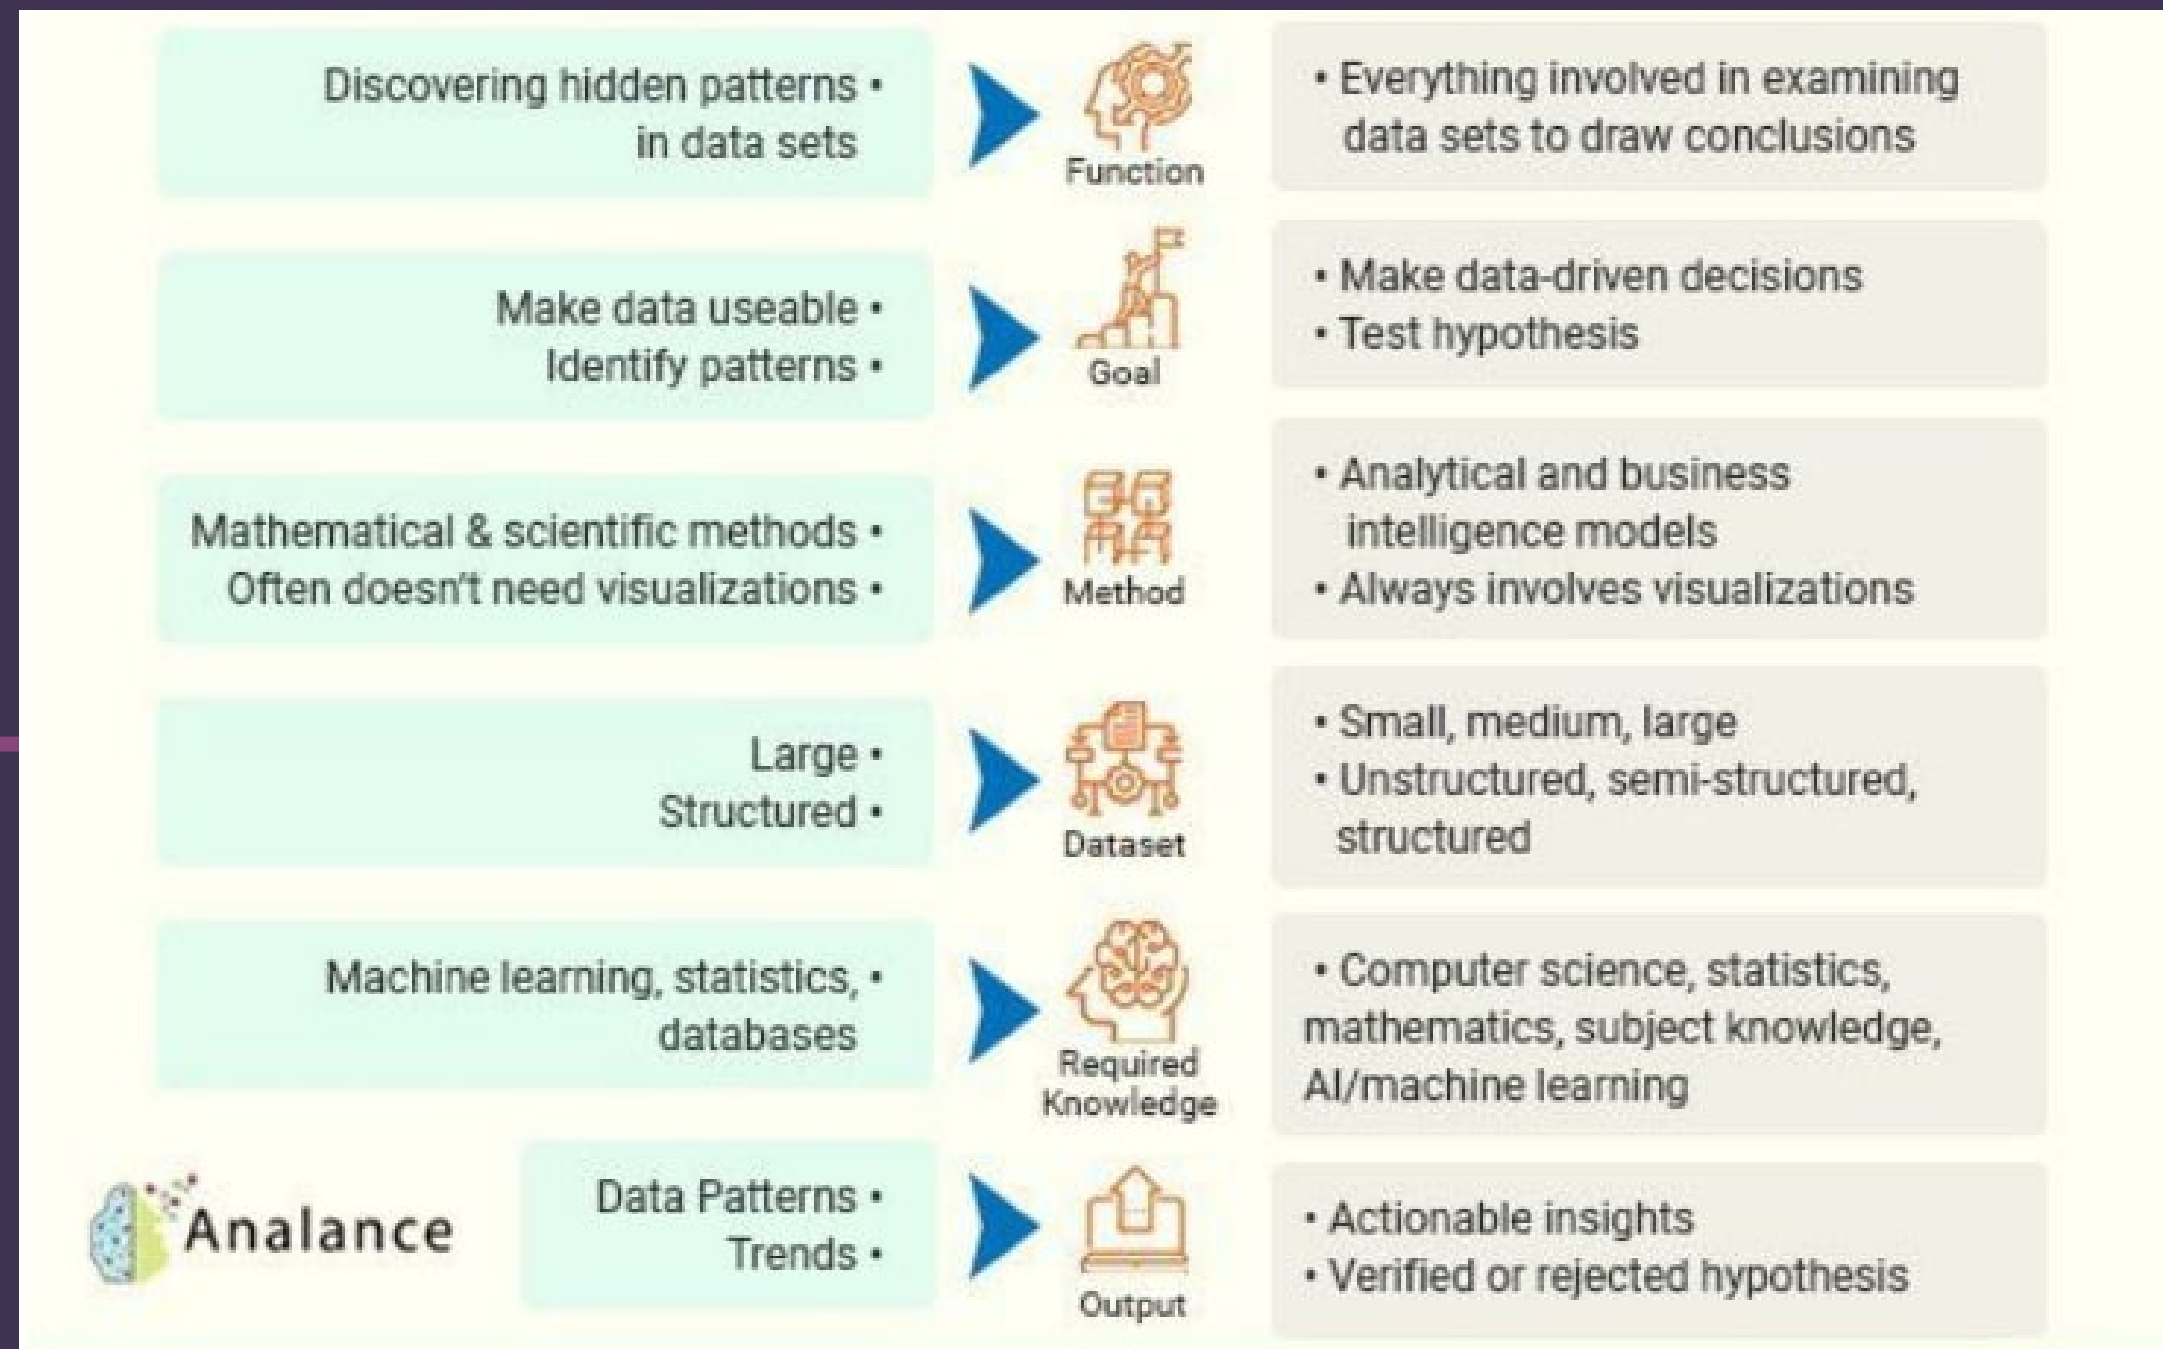 Discovering hidden patterns •
in data sets
Function
• Everything involved in examining
data sets to draw conclusions
Make data useable •
Identify patterns •
Goal
• Make data-driven decisions
• Test hypothesis
Mathematical & scientific methods •
Often doesn't need visualizations •
Method
• Analytical and business
intelligence models
• Always involves visualizations
Large •
Structured •
Dataset
• Small, medium, large
• Unstructured, semi-structured,
structured
Machine learning, statistics, •
databases
Required
Knowledge
• Computer science, statistics,
mathematics, subject knowledge,
AI/machine learning
Analance
Data Patterns •
Trends •
Output
• Actionable insights
• Verified or rejected hypothesis